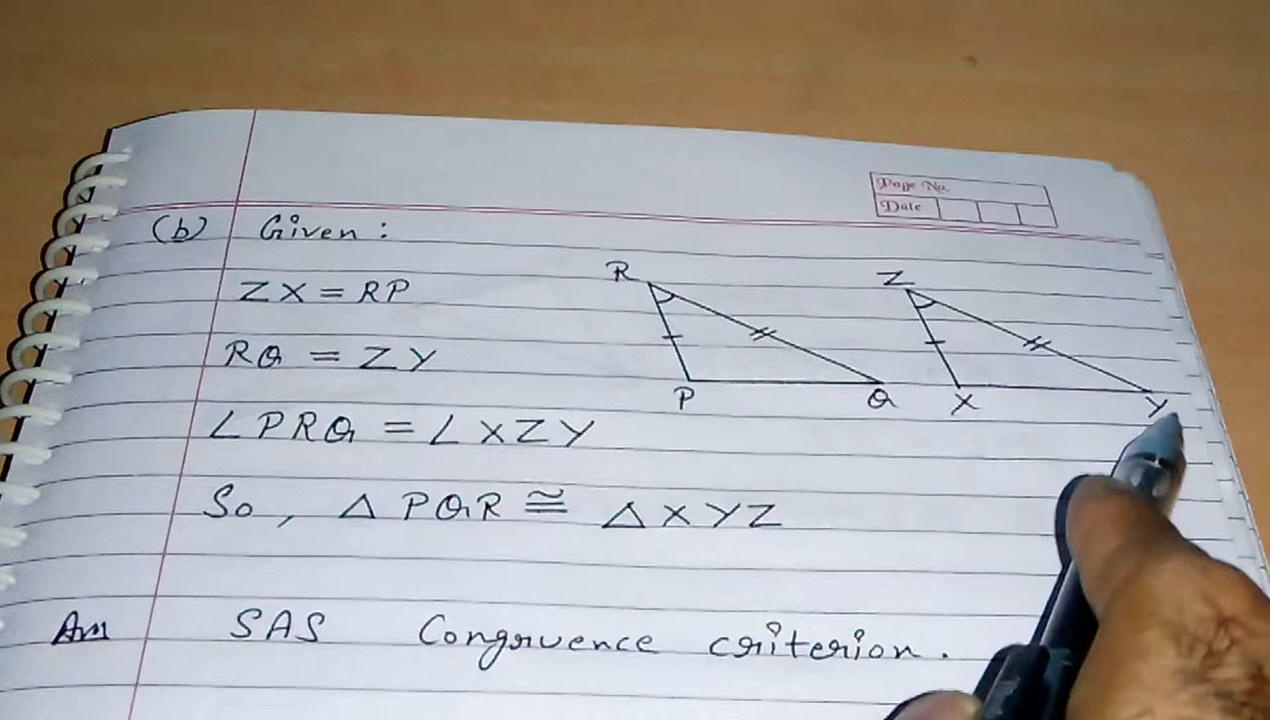 Page No.
Date
(b) Given :
ZX = RP
RQ = ZY
∠PRQ = ∠XZY
So, △PQR ≅ △XYZ
Ans SAS Congruence criterion.
R
Z
P
Q
X
Y